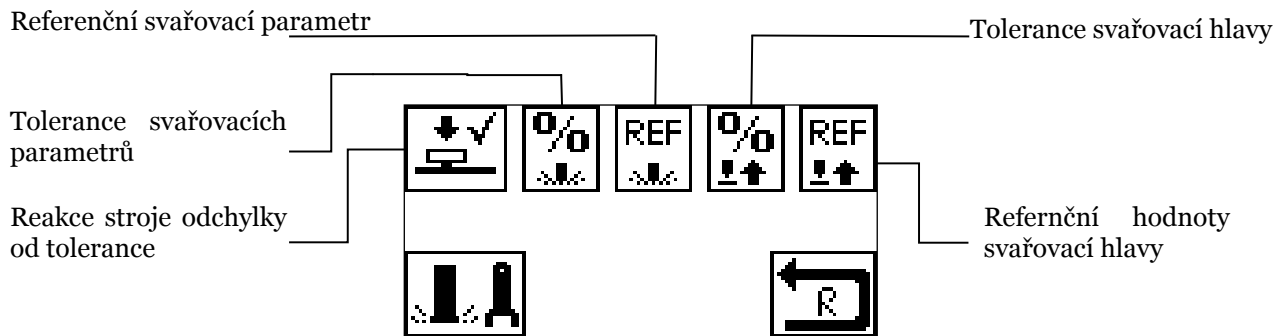 Referenční svařovací parametr
Tolerance svařovací hlavy
Tolerance svařovacích
parametrů
% REF % REF
Reakce stroje odchylky
od tolerance
Refernční hodnoty
svařovací hlavy
R